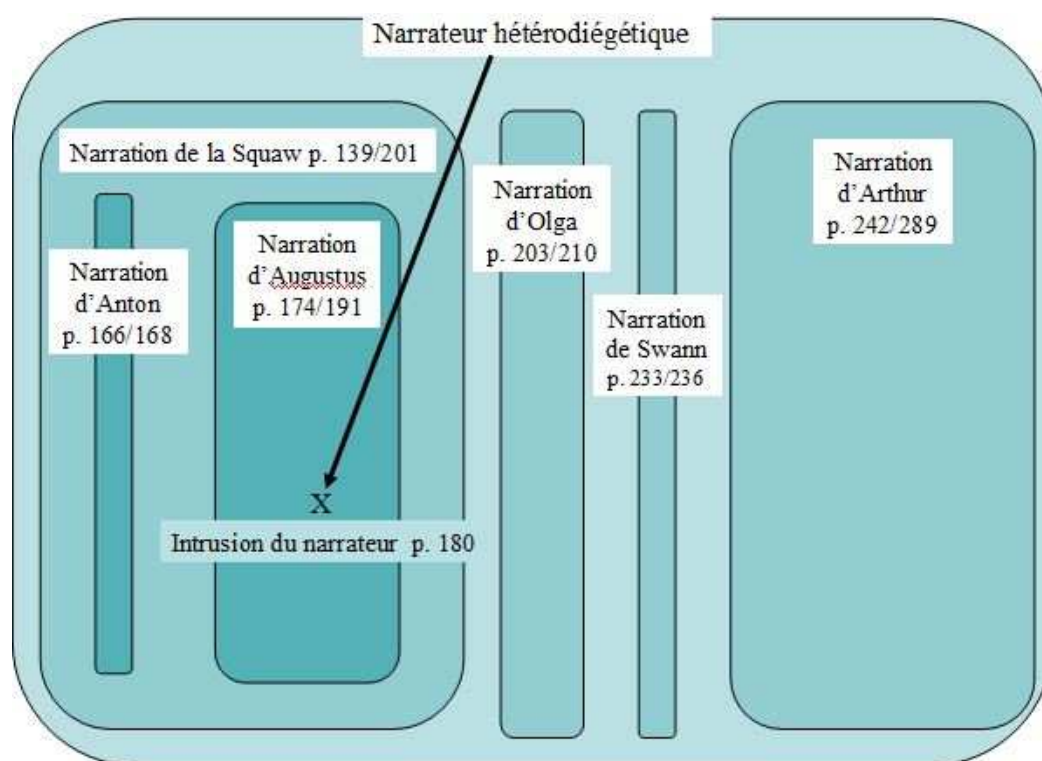 Narrateur hétérodiégétique
Narration de la Squaw p. 139/201
Narration
d’Anton
p. 166/168
Narration
d’Augustus
p. 174/191
X
Intrusion du narrateur p. 180
Narration
d’Olga
p. 203/210
Narration
de Swann
p. 233/236
Narration
d’Arthur
p. 242/289